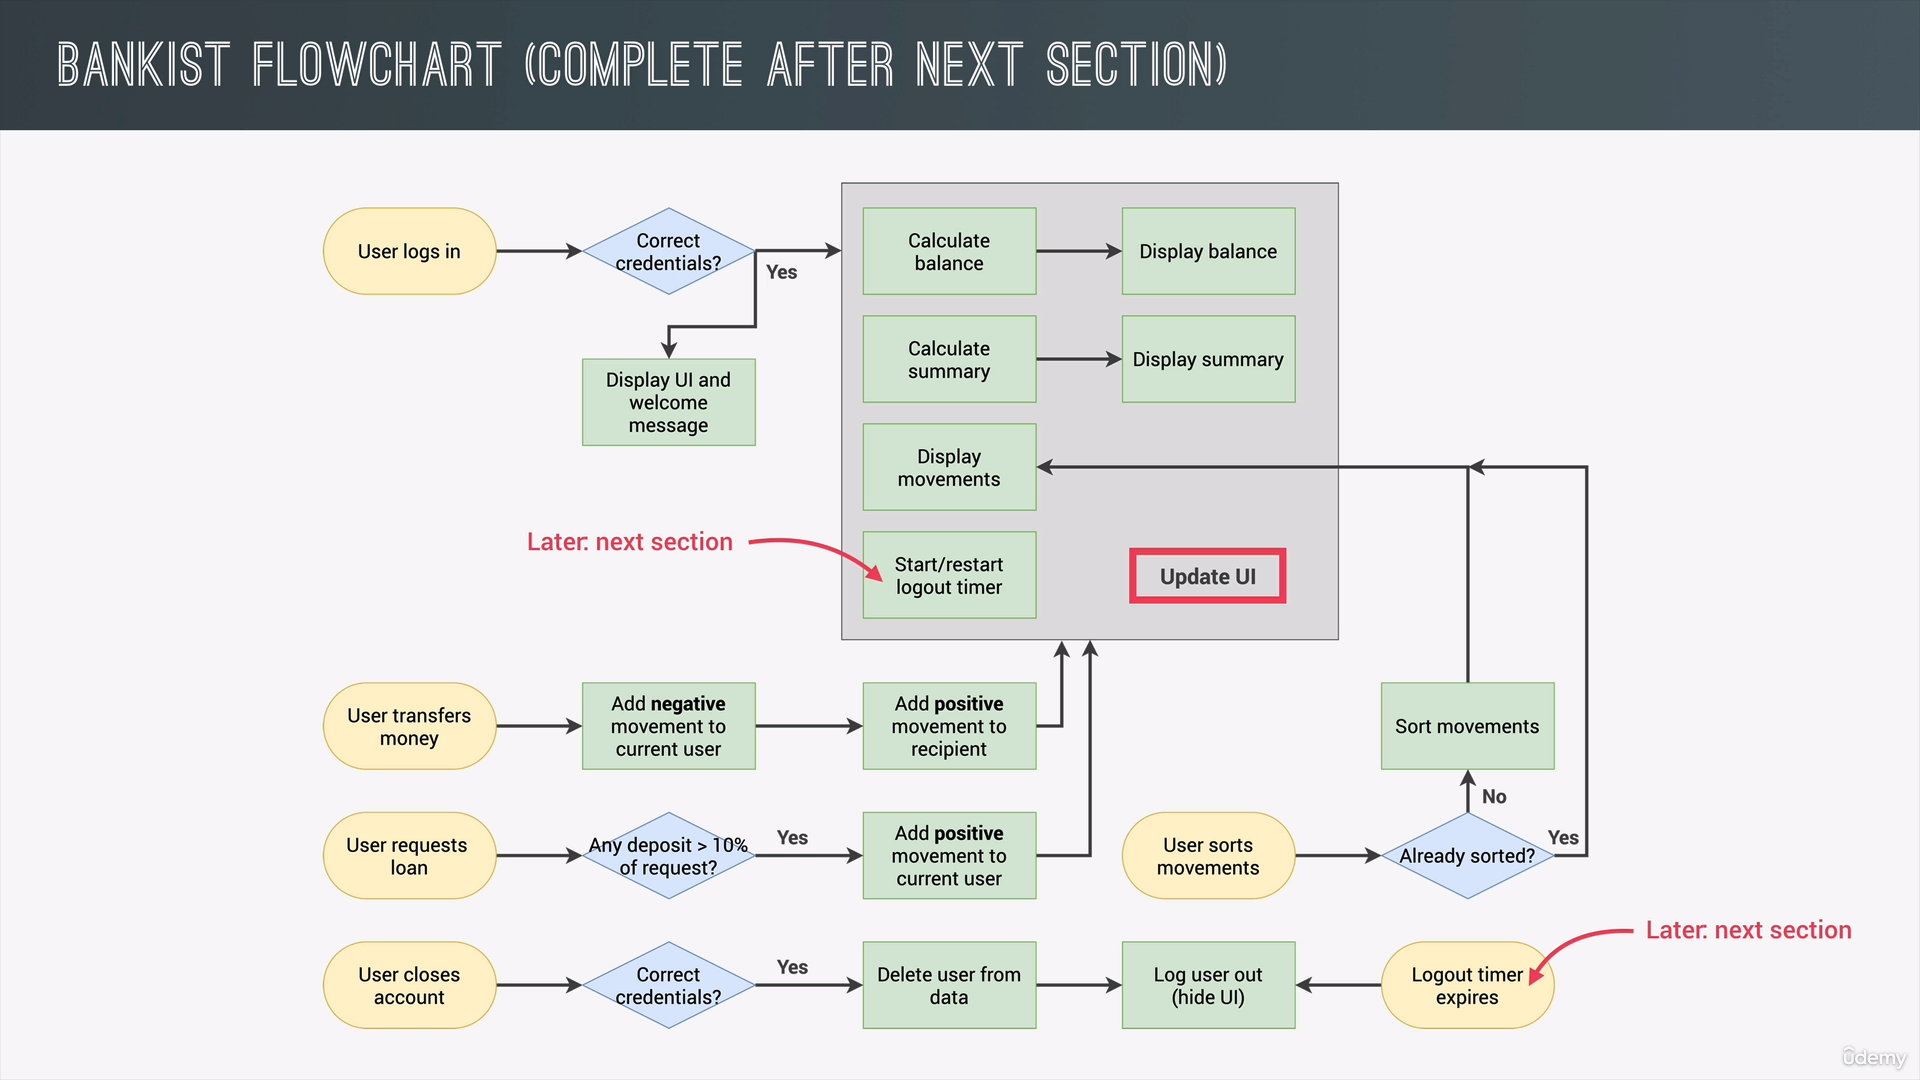 BANKIST FLOWCHART (COMPLETE AFTER NEXT SECTION)
User logs in
Correct
credentials?
Yes
Display UI and
welcome
message
Calculate
balance
Display balance
Calculate
summary
Display summary
Display
movements
Later: next section
Start/restart
logout timer
Update UI
User transfers
money
Add negative
movement to
current user
Add positive
movement to
recipient
Sort movements
No
User requests
loan
Any deposit > 10%
of request?
Yes
Add positive
movement to
current user
User sorts
movements
Already sorted?
Yes
User closes
account
Correct
credentials?
Yes
Delete user from
data
Log user out
(hide UI)
Logout timer
expires
Later: next section
ûdemy